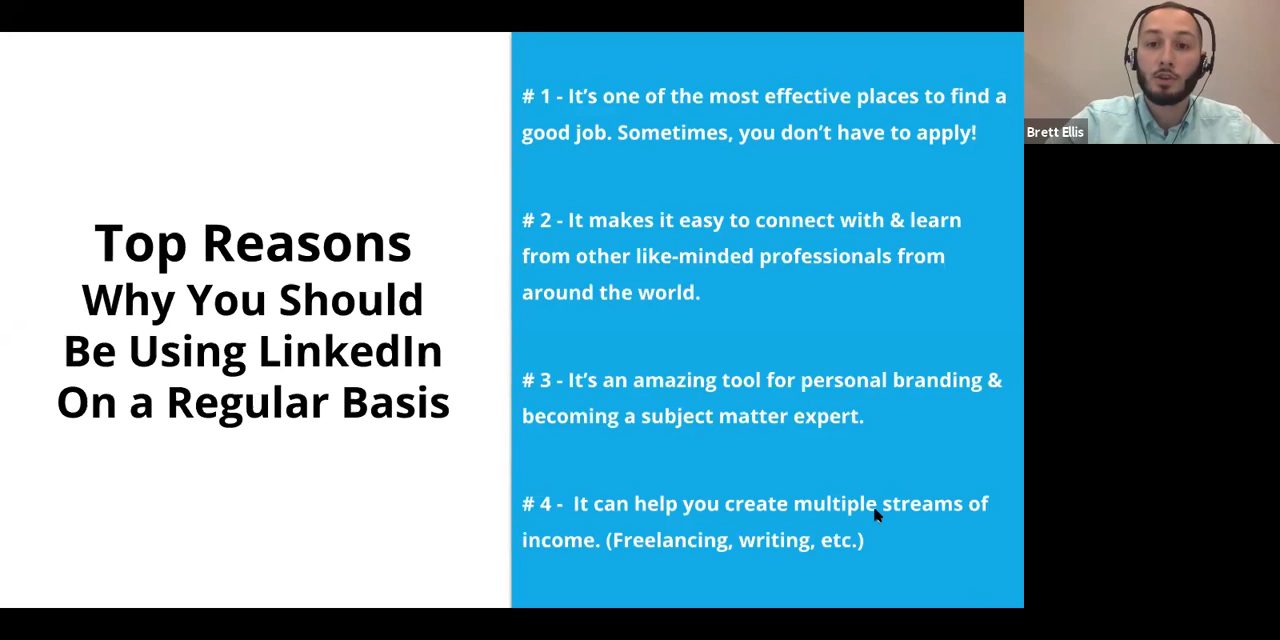 Top Reasons
Why You Should
Be Using LinkedIn
On a Regular Basis
# 1 - It’s one of the most effective places to find a
good job. Sometimes, you don’t have to apply!
# 2 - It makes it easy to connect with & learn
from other like-minded professionals from
around the world.
# 3 - It’s an amazing tool for personal branding &
becoming a subject matter expert.
# 4 -  It can help you create multiple streams of
income. (Freelancing, writing, etc.)
Brett Ellis